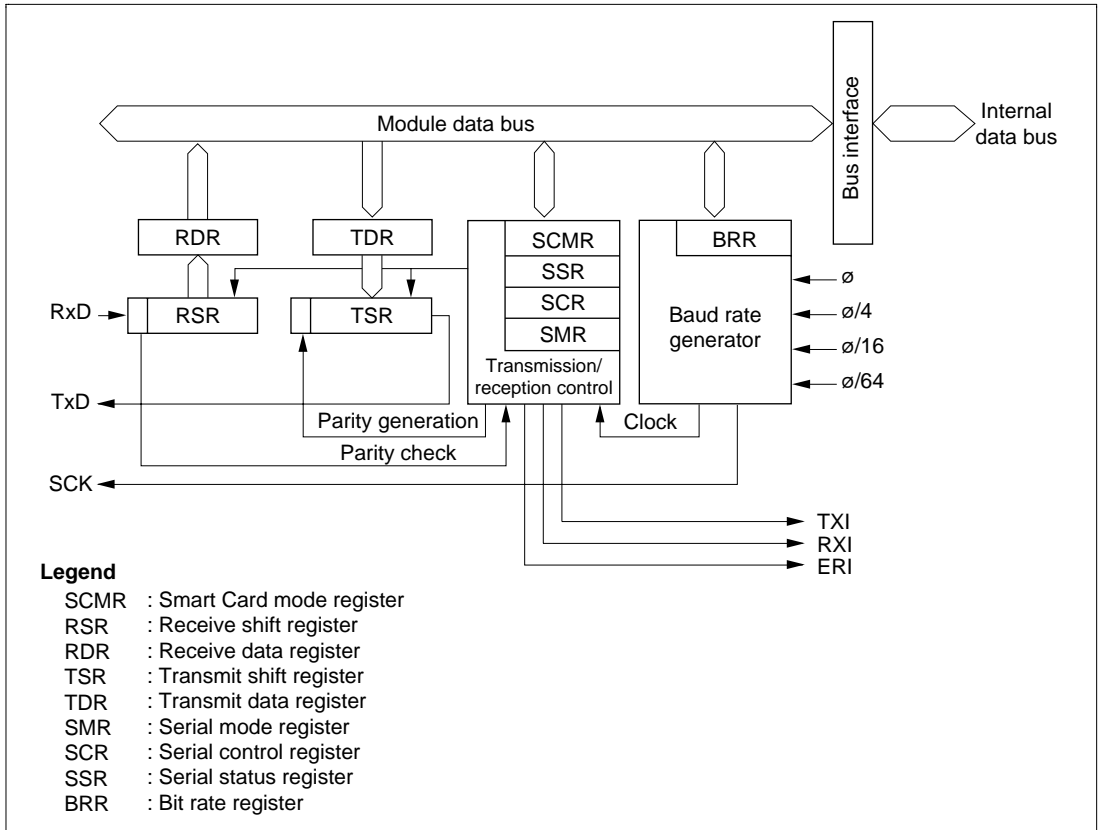 Module data bus
Bus interface
Internal
data bus
RDR
TDR
SCMR
SSR
SCR
SMR
Transmission/
reception control
BRR
Baud rate
generator
ø
ø/4
ø/16
ø/64
RxD
RSR
TSR
TxD
Parity generation
Parity check
Clock
SCK
TXI
RXI
ERI
Legend
SCMR : Smart Card mode register
RSR : Receive shift register
RDR : Receive data register
TSR : Transmit shift register
TDR : Transmit data register
SMR : Serial mode register
SCR : Serial control register
SSR : Serial status register
BRR : Bit rate register